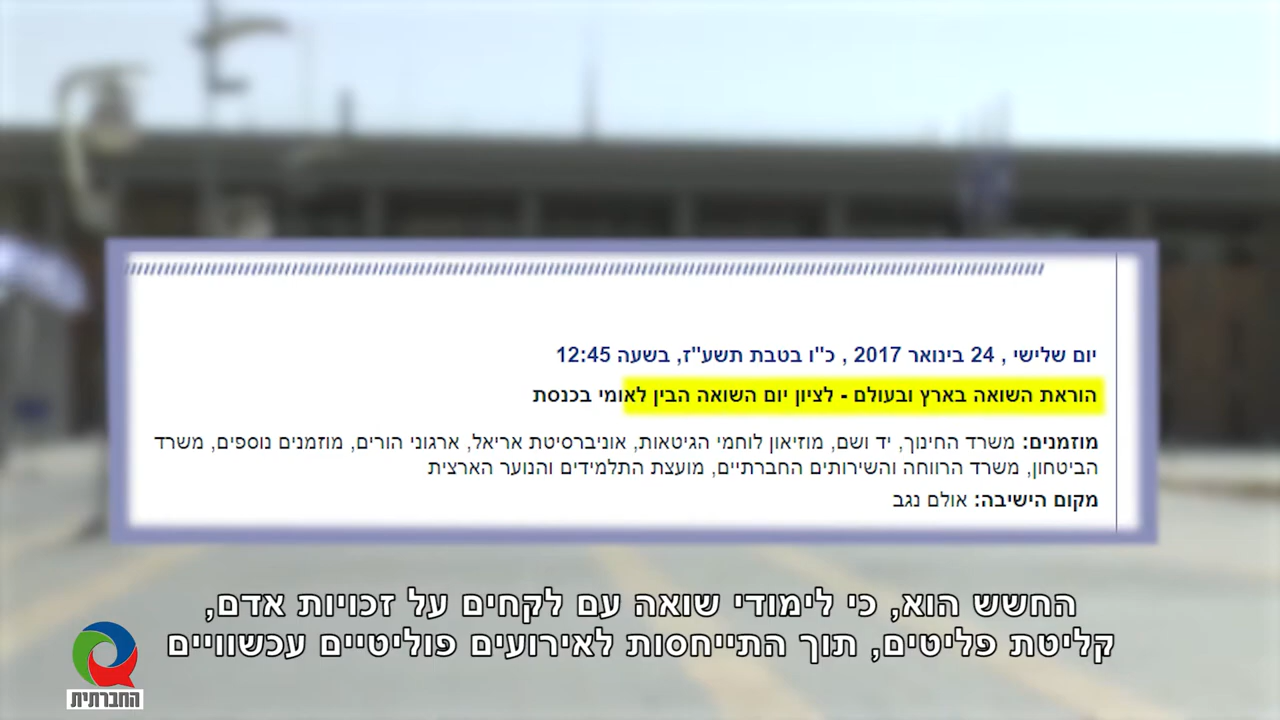 יום שלישי , 24 בינואר 2017 , כ''ו בטבת תשע''ז, בשעה 12:45
הוראת השואה בארץ ובעולם - לציון יום השואה הבין לאומי בכנסת
מוזמנים: משרד החינוך, יד ושם, מוזיאון לוחמי הגיטאות, אוניברסיטת אריאל, ארגוני הורים, מוזמנים נוספים, משרד
הביטחון, משרד הרווחה והשירותים החברתיים, מועצת התלמידים והנוער הארצית
מקום הישיבה: אולם נגב
החשש הוא, כי לימודי שואה עם לקחים על זכויות אדם,
קליטת פליטים, תוך התייחסות לאירועים פוליטיים עכשוויים
החברתית